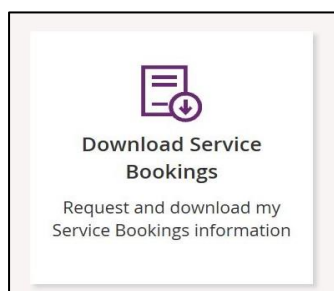 Download Service
Bookings
Request and download my
Service Bookings information